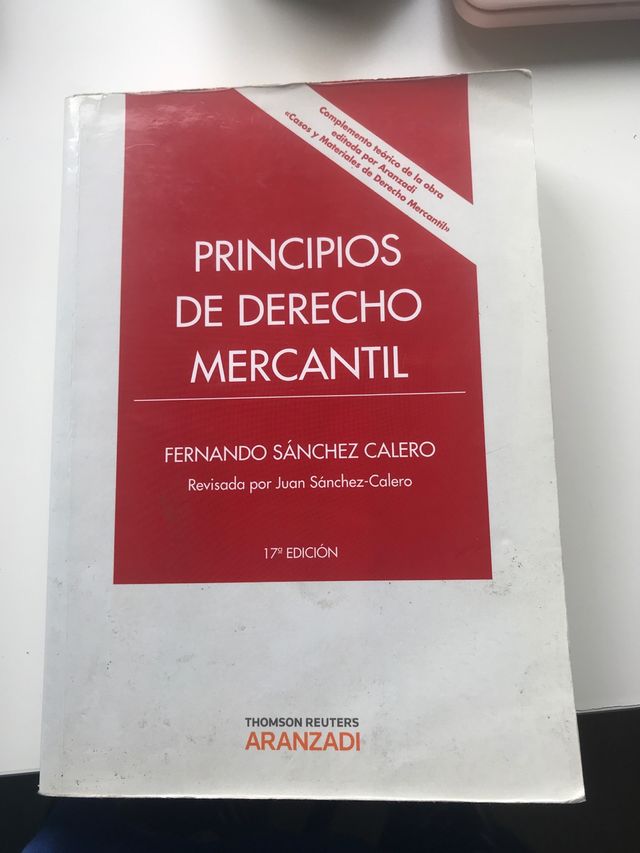 Complemento teórico de la obra
editada por Aranzadi
«Casos y Materiales de Derecho Mercantil»
PRINCIPIOS
DE DERECHO
MERCANTIL
FERNANDO SÁNCHEZ CALERO
Revisada por Juan Sánchez-Calero
17ª EDICIÓN
THOMSON REUTERS
ARANZADI